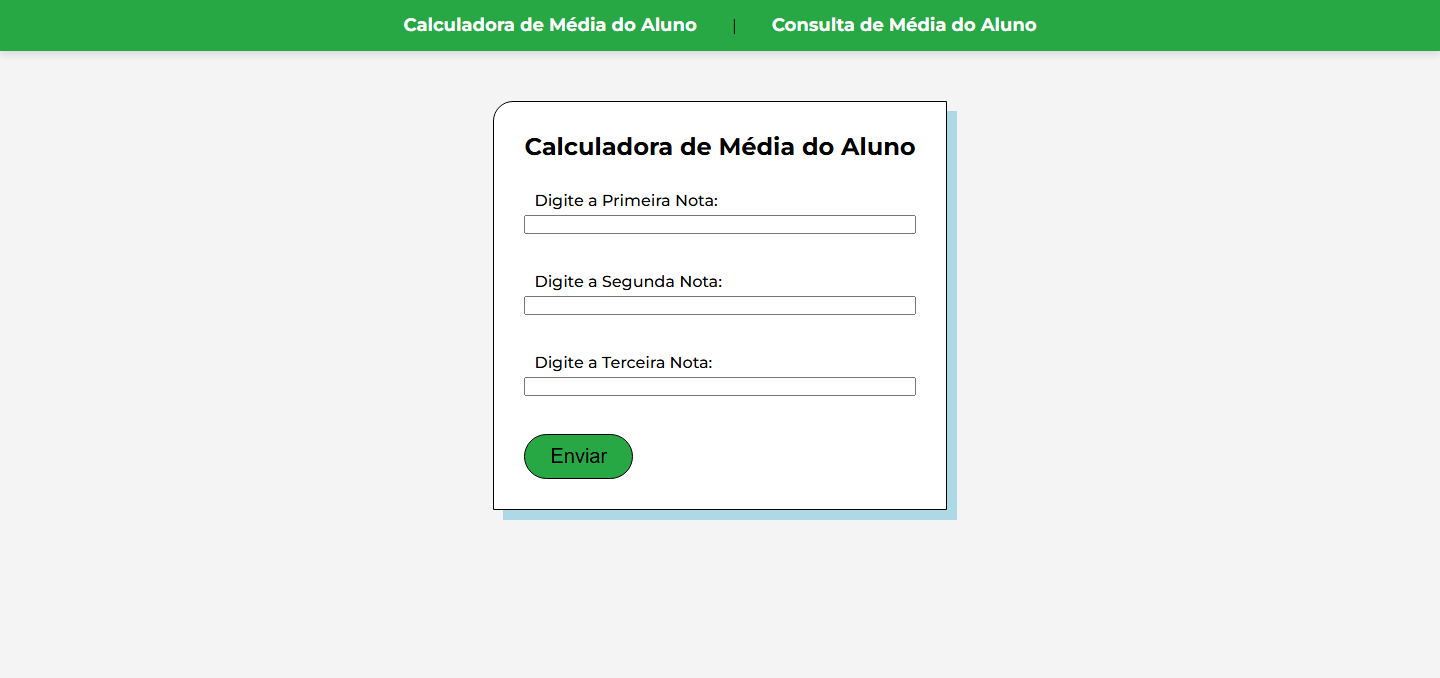 Calculadora de Média do Aluno | Consulta de Média do Aluno
Calculadora de Média do Aluno
Digite a Primeira Nota:
Digite a Segunda Nota:
Digite a Terceira Nota:
Enviar